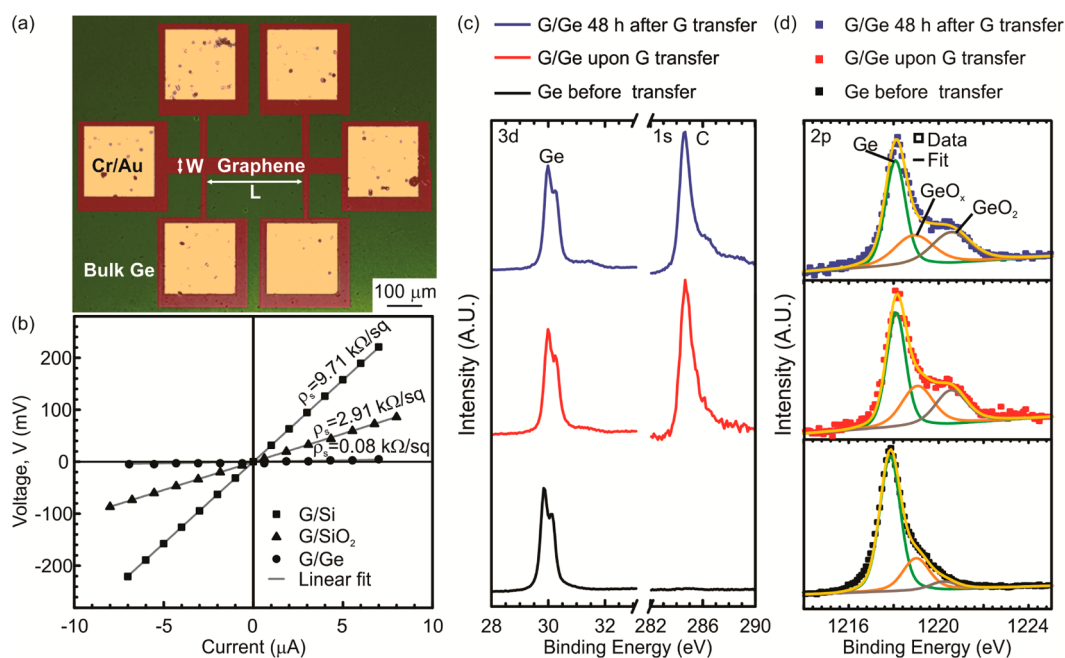 (a)
Cr/Au
W
Graphene
L
Bulk Ge
100 μm
(b)
Voltage, V (mV)
200
100
0
-100
-200
ρs=9.71 kΩ/sq
ρs=2.91 kΩ/sq
ρs=0.08 kΩ/sq
G/Si
G/SiO2
G/Ge
Linear fit
-10 -5 0 5 10
Current (μA)
(c)
G/Ge 48 h after G transfer
G/Ge upon G transfer
Ge before transfer
3d
1s
Ge
C
Intensity (A.U.)
28 30 32 282 284 286 288 290
Binding Energy (eV)
(d)
G/Ge 48 h after G transfer
G/Ge upon G transfer
Ge before transfer
2p
Ge
Data
Fit
GeOx
GeO2
Intensity (A.U.)
1216 1220 1224
Binding Energy (eV)